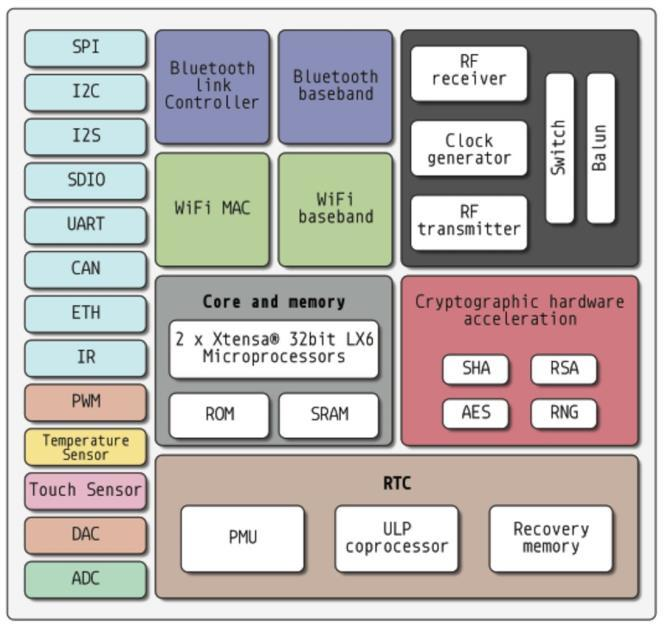 SPI
I2C
I2S
SDIO
UART
CAN
ETH
IR
PWM
Temperature
Sensor
Touch Sensor
DAC
ADC
Bluetooth
link
Controller
Bluetooth
baseband
WiFi MAC
WiFi
baseband
RF
receiver
Clock
generator
RF
transmitter
Switch
Balun
Core and memory
2 x Xtensa® 32bit LX6
Microprocessors
ROM
SRAM
Cryptographic hardware
acceleration
SHA
RSA
AES
RNG
RTC
PMU
ULP
coprocessor
Recovery
memory